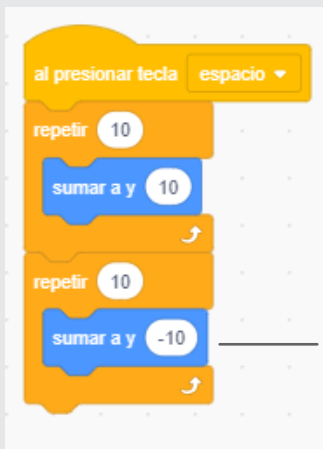 al presionar tecla espacio
repetir 10
sumar a y 10
repetir 10
sumar a y -10